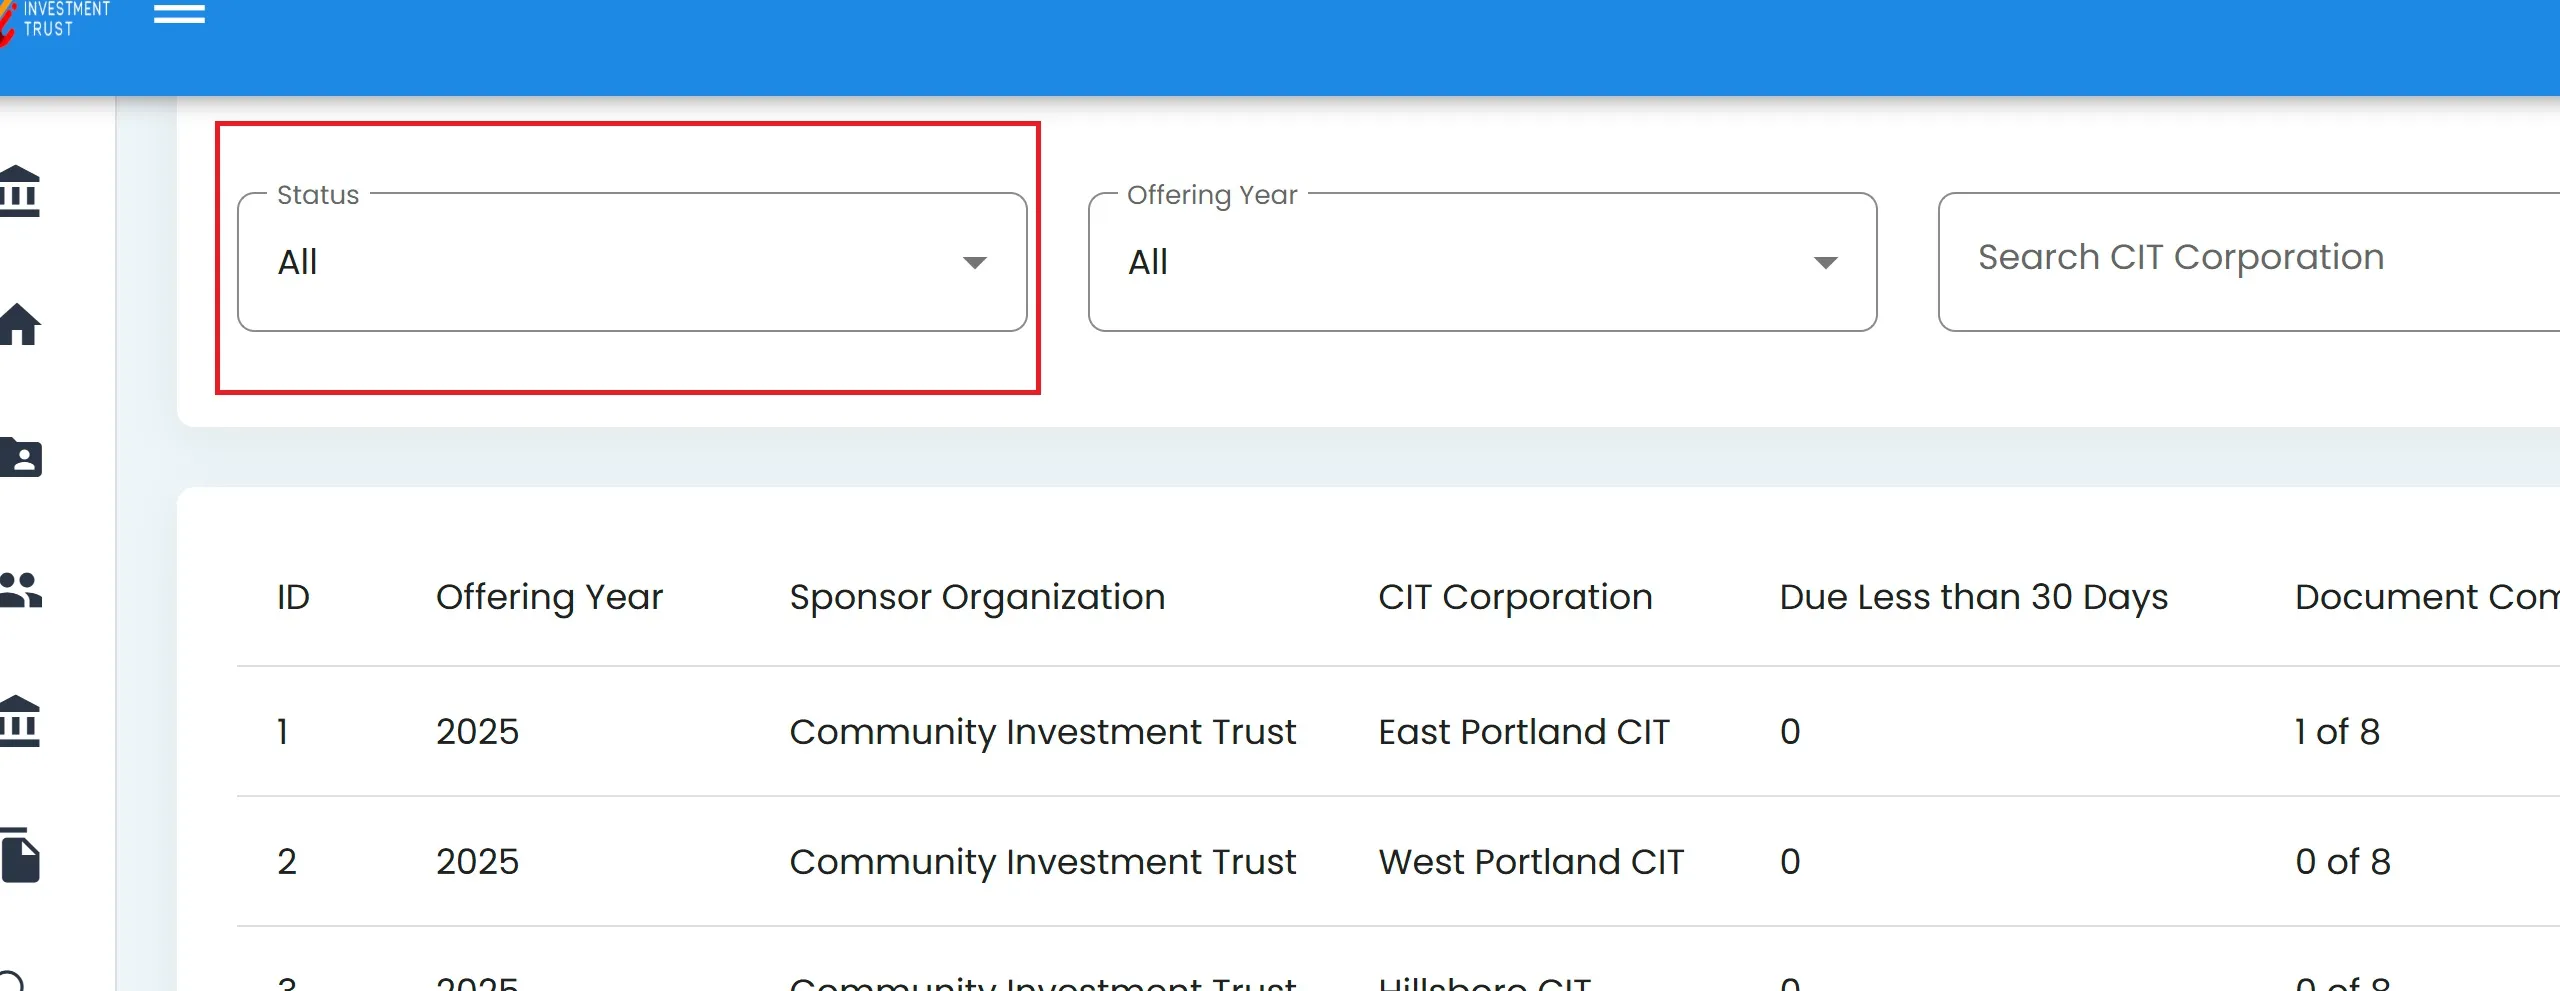 INVESTMENT
TRUST
Status
All
Offering Year
All
Search CIT Corporation
ID Offering Year Sponsor Organization CIT Corporation Due Less than 30 Days Document Com
1 2025 Community Investment Trust East Portland CIT 0 1 of 8
2 2025 Community Investment Trust West Portland CIT 0 0 of 8
3 2025 Community Investment Trust Hillsboro CIT 0 0 of 8